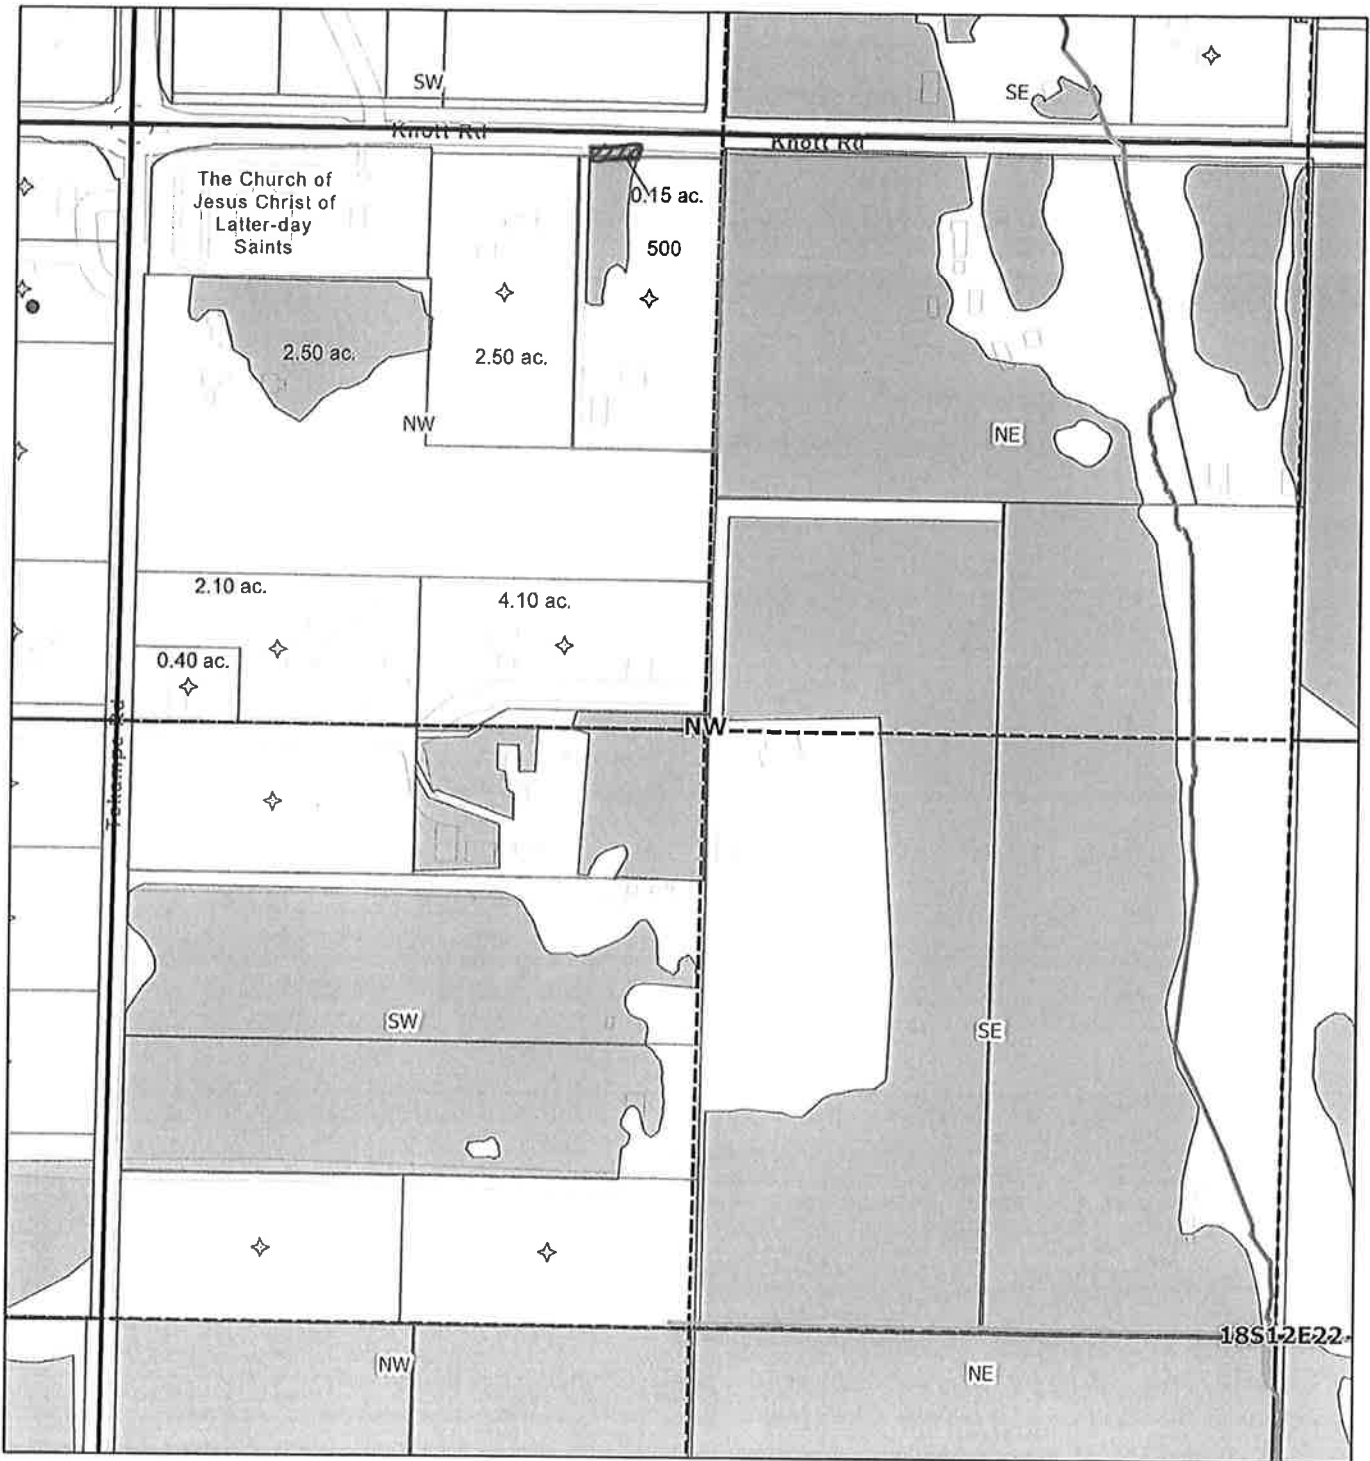 SW
SE
Knott Rd
Knott Rd
The Church of
Jesus Christ of
Latter-day
Saints
0.15 ac.
500
2.50 ac.
2.50 ac.
NW
NE
2.10 ac.
4.10 ac.
0.40 ac.
NW
Tekampe Rd
SW
SE
18S12E22
NW
NE